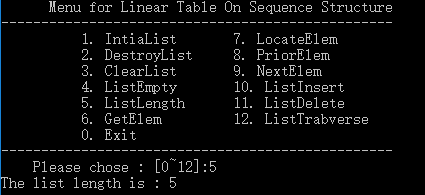 Menu for Linear Table On Sequence Structure
-------------------------------------------------
1. IntiaList 7. LocateElem
2. DestroyList 8. PriorElem
3. ClearList 9. NextElem
4. ListEmpty 10. ListInsert
5. ListLength 11. ListDelete
6. GetElem 12. ListTrabverse
0. Exit
-------------------------------------------------
Please chose : [0~12]:5
The list length is : 5